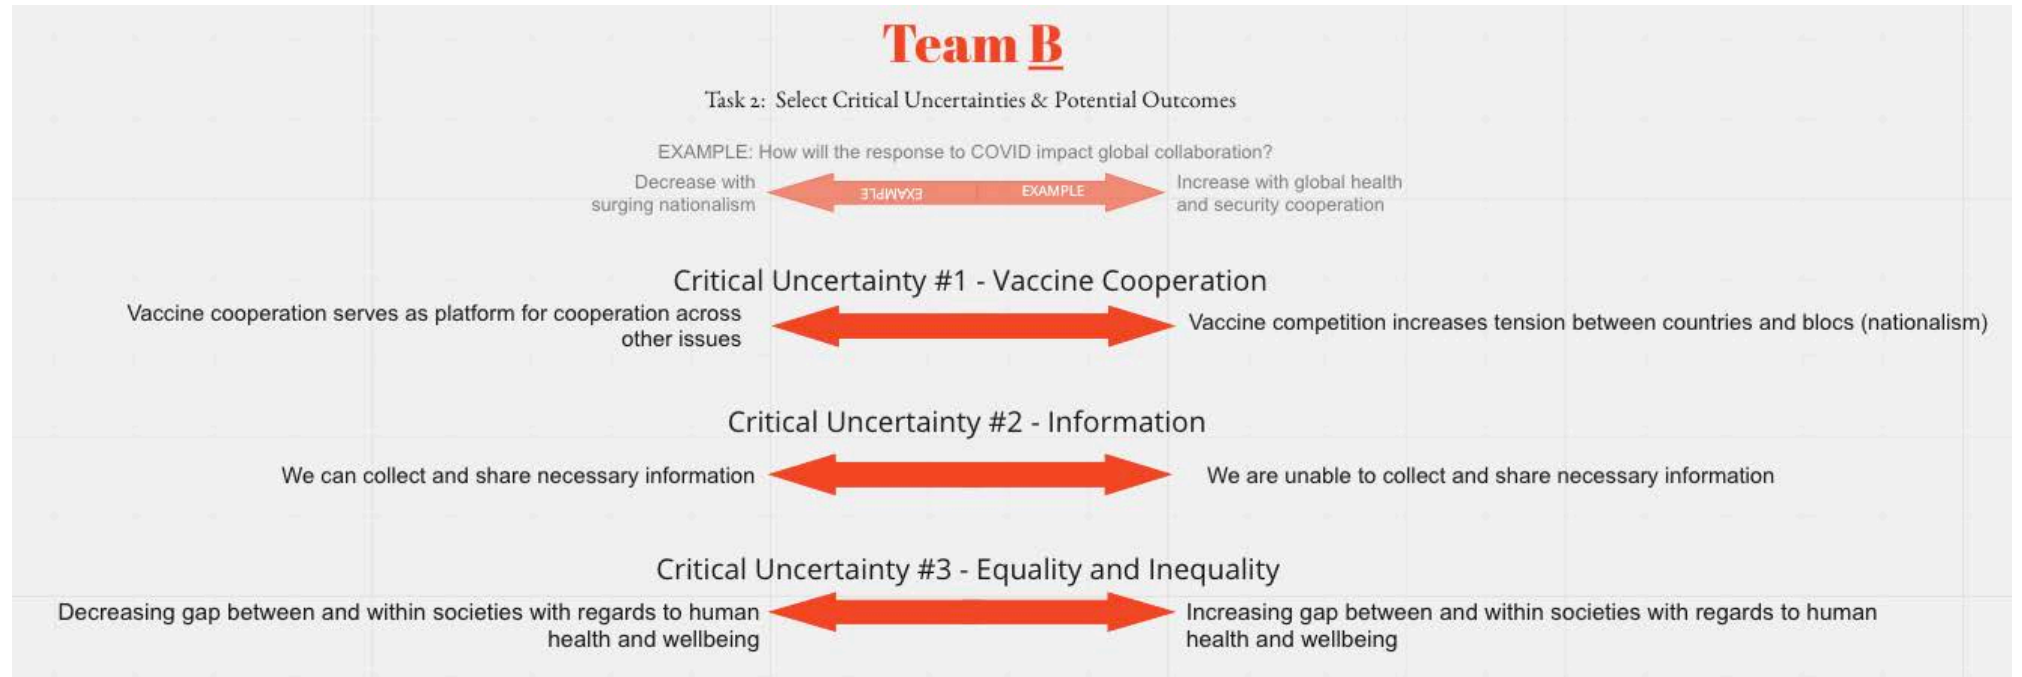 Team B
Task 2: Select Critical Uncertainties & Potential Outcomes
EXAMPLE: How will the response to COVID impact global collaboration?
Decrease with
surging nationalism
EXAMPLE
EXAMPLE
Increase with global health
and security cooperation
Critical Uncertainty #1 - Vaccine Cooperation
Vaccine cooperation serves as platform for cooperation across
other issues
Vaccine competition increases tension between countries and blocs (nationalism)
Critical Uncertainty #2 - Information
We can collect and share necessary information
We are unable to collect and share necessary information
Critical Uncertainty #3 - Equality and Inequality
Decreasing gap between and within societies with regards to human
health and wellbeing
Increasing gap between and within societies with regards to human
health and wellbeing